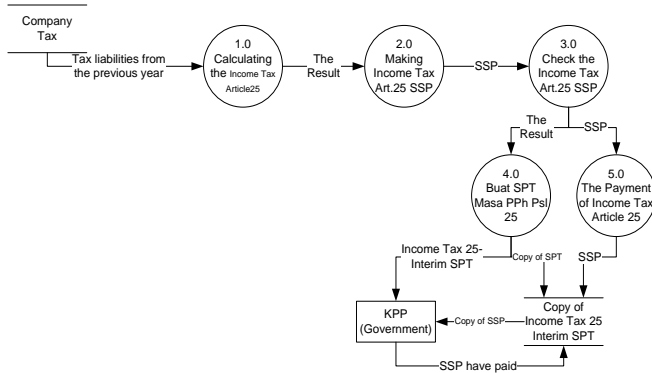 Company
Tax
Tax liabilities from
the previous year
1.0
Calculating
the Income Tax
Article25
The
Result
2.0
Making
Income Tax
Art.25 SSP
SSP
3.0
Check the
Income Tax
Art.25 SSP
The
Result
SSP
4.0
Buat SPT
Masa PPh Psl
25
5.0
The Payment
of Income Tax
Article 25
Income Tax 25-
Interim SPT
Copy of SPT
SSP
KPP
(Government)
Copy of SSP
Copy of
Income Tax 25
Interim SPT
SSP have paid